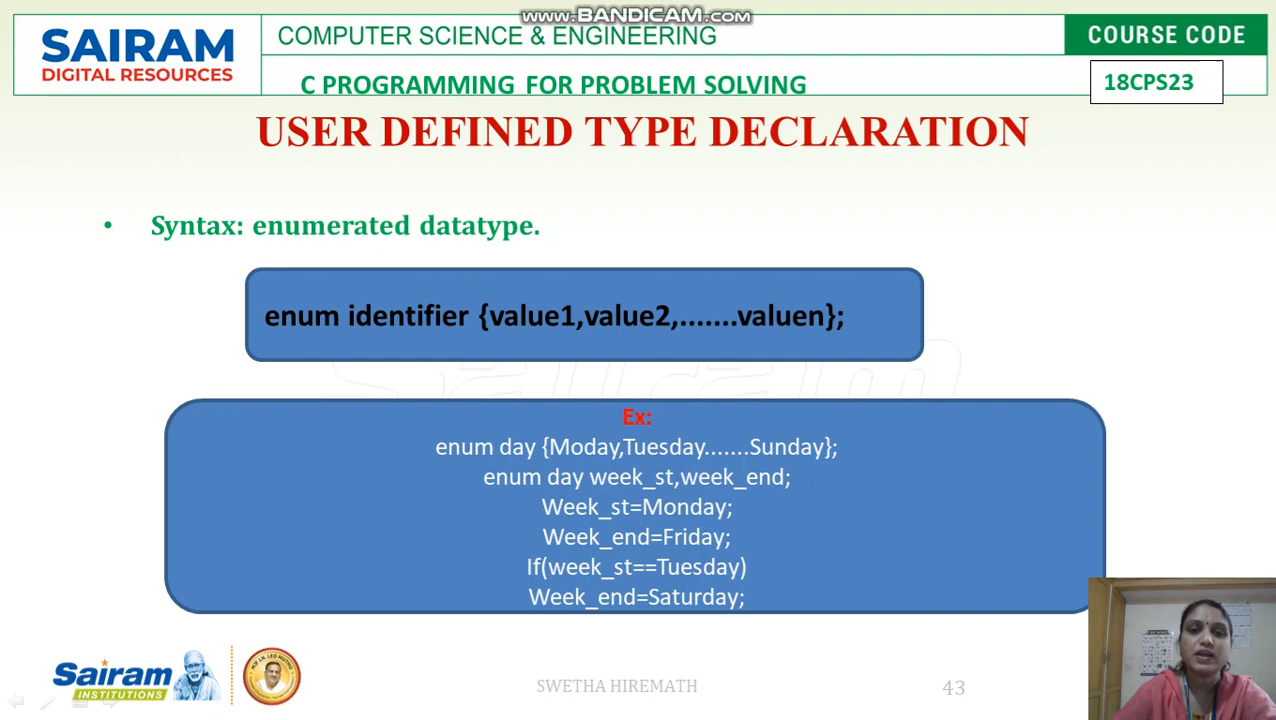 www.BANDICAM.com
SAIRAM
DIGITAL RESOURCES
COMPUTER SCIENCE & ENGINEERING
COURSE CODE
C PROGRAMMING FOR PROBLEM SOLVING
18CPS23
USER DEFINED TYPE DECLARATION
• Syntax: enumerated datatype.
enum identifier {value1,value2,.......valuen};
Ex:
enum day {Moday,Tuesday.......Sunday};
enum day week_st,week_end;
Week_st=Monday;
Week_end=Friday;
If(week_st==Tuesday)
Week_end=Saturday;
Sairam
INSTITUTIONS
SWETHA HIREMATH
43